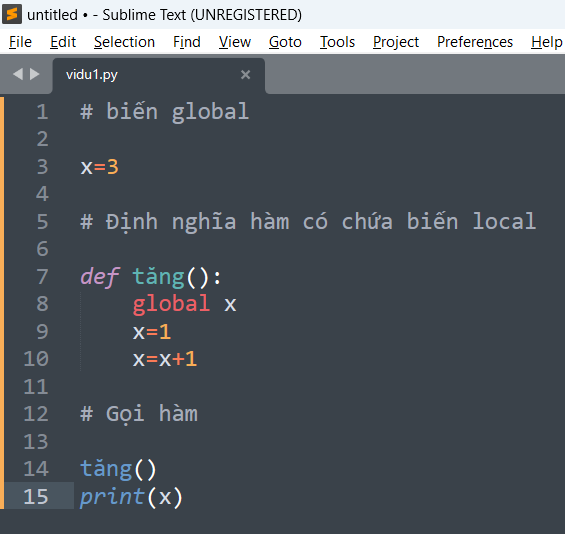 untitled • - Sublime Text (UNREGISTERED)
File Edit Selection Find View Goto Tools Project Preferences Help
vidu1.py
1 # biến global
2
3 x=3
4
5 # Định nghĩa hàm có chứa biến local
6
7 def tăng():
8     global x
9     x=1
10     x=x+1
11
12 # Gọi hàm
13
14 tăng()
15 print(x)